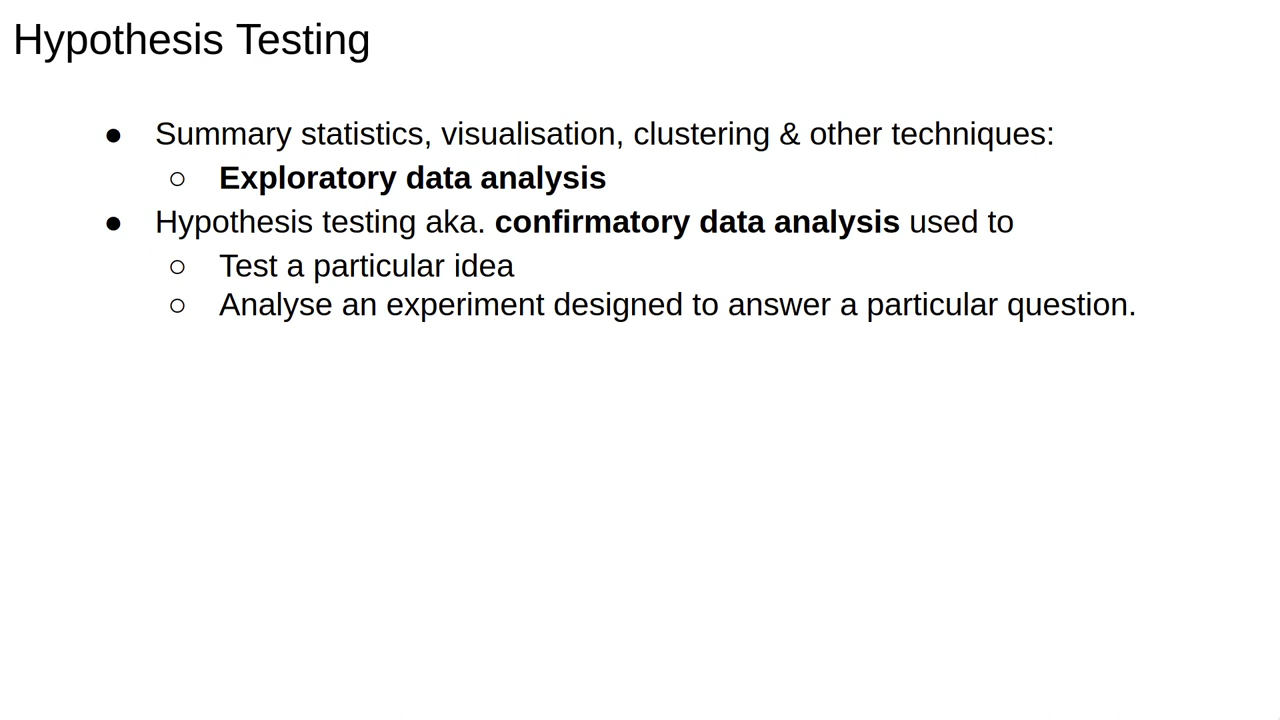 Hypothesis Testing
● Summary statistics, visualisation, clustering & other techniques:
○ Exploratory data analysis
● Hypothesis testing aka. confirmatory data analysis used to
○ Test a particular idea
○ Analyse an experiment designed to answer a particular question.